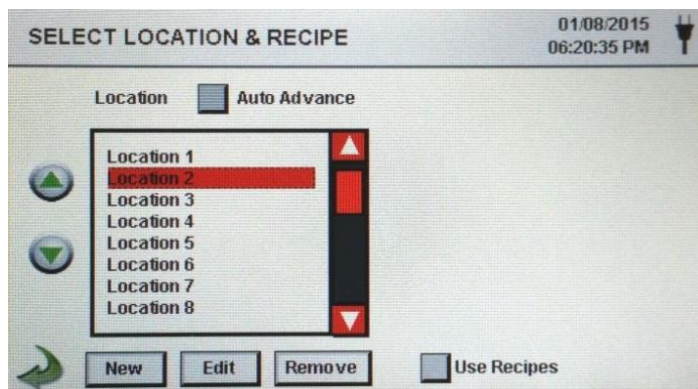 SELECT LOCATION & RECIPE
01/08/2015
06:20:35 PM
Location
Auto Advance
Location 1
Location 2
Location 3
Location 4
Location 5
Location 6
Location 7
Location 8
New
Edit
Remove
Use Recipes